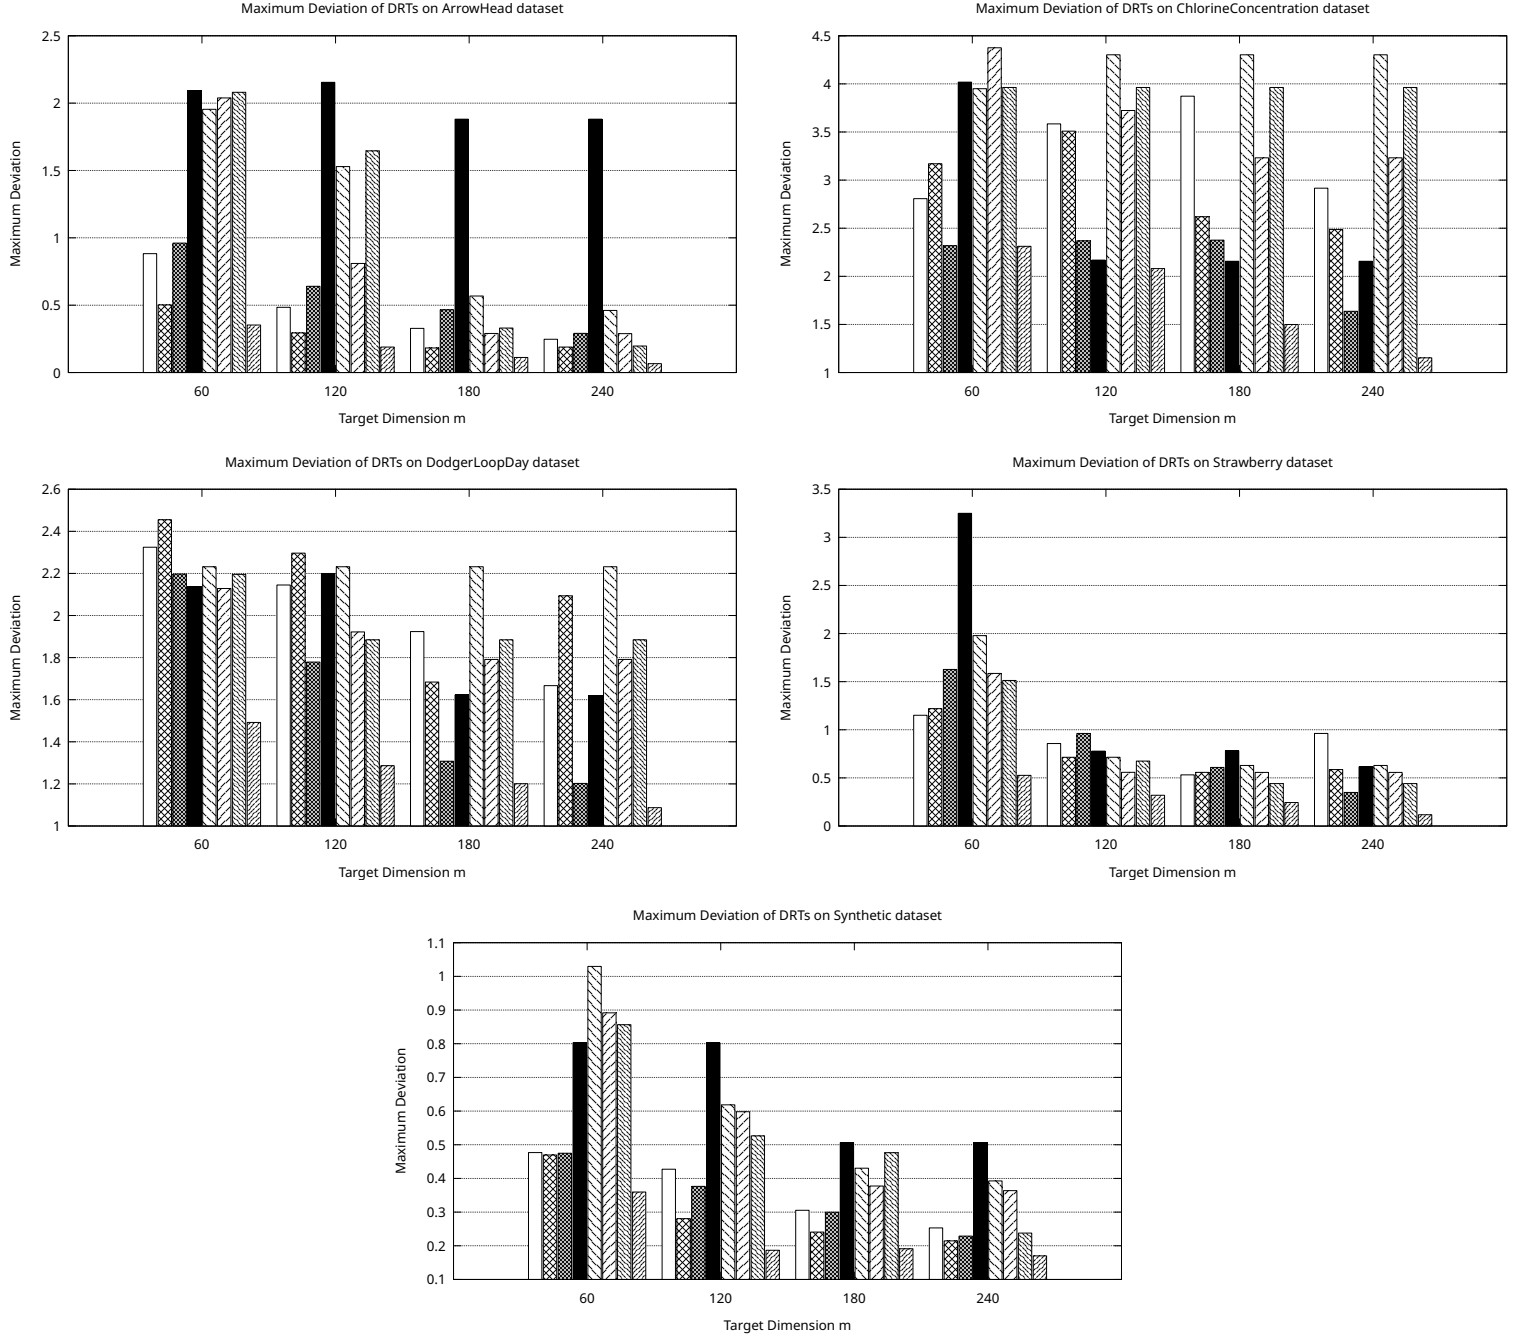 Maximum Deviation of DRTs on ArrowHead dataset
2.5
2
1.5
1
0.5
0
Maximum Deviation
60 120 180 240
Target Dimension m
Maximum Deviation of DRTs on ChlorineConcentration dataset
4.5
4
3.5
3
2.5
2
1.5
1
Maximum Deviation
60 120 180 240
Target Dimension m
Maximum Deviation of DRTs on DodgerLoopDay dataset
2.6
2.4
2.2
2
1.8
1.6
1.4
1.2
1
Maximum Deviation
60 120 180 240
Target Dimension m
Maximum Deviation of DRTs on Strawberry dataset
3.5
3
2.5
2
1.5
1
0.5
0
Maximum Deviation
60 120 180 240
Target Dimension m
Maximum Deviation of DRTs on Synthetic dataset
1.1
1
0.9
0.8
0.7
0.6
0.5
0.4
0.3
0.2
0.1
Maximum Deviation
60 120 180 240
Target Dimension m